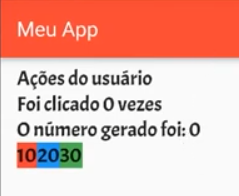 Meu App
Ações do usuário
Foi clicado 0 vezes
O número gerado foi: 0
102030